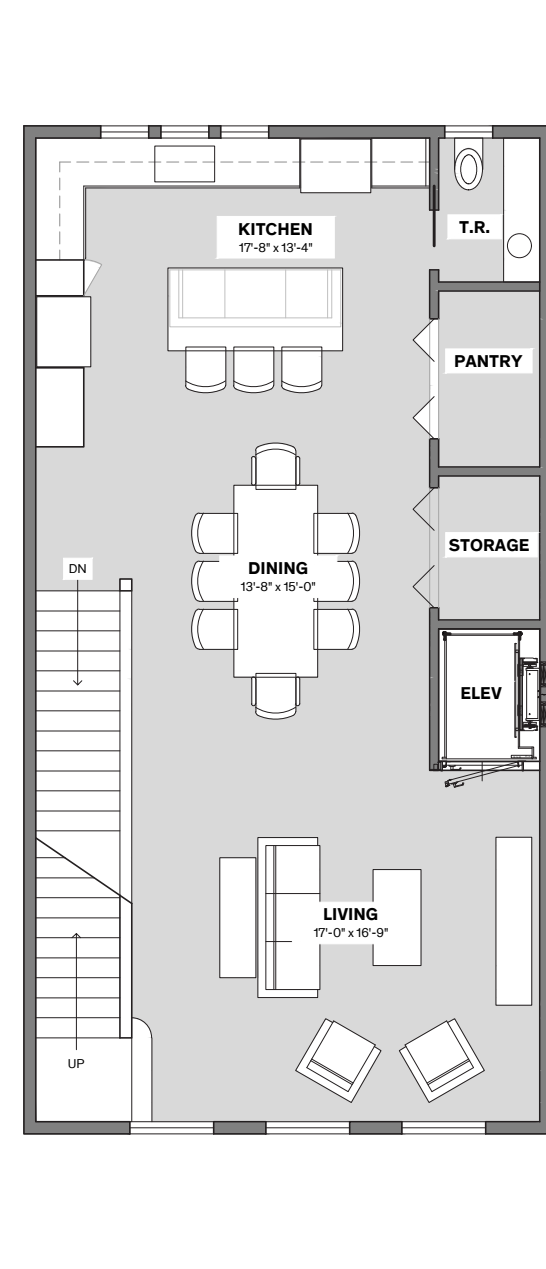 KITCHEN
17'-8" x 13'-4"
T.R.
PANTRY
STORAGE
DN
DINING
13'-8" x 15'-0"
ELEV
LIVING
17'-0" x 16'-9"
UP